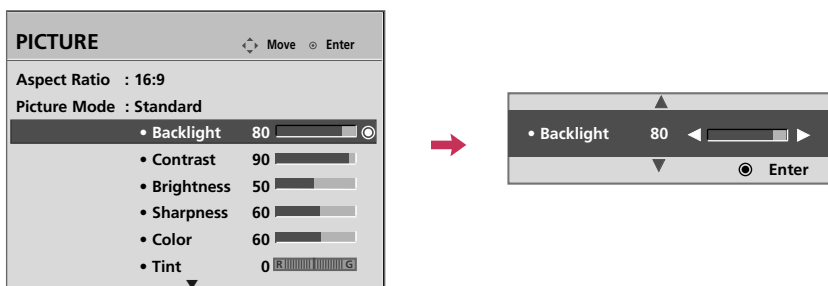 PICTURE Move Enter
Aspect Ratio : 16:9
Picture Mode : Standard
• Backlight 80
• Contrast 90
• Brightness 50
• Sharpness 60
• Color 60
• Tint 0 R G
• Backlight 80
Enter